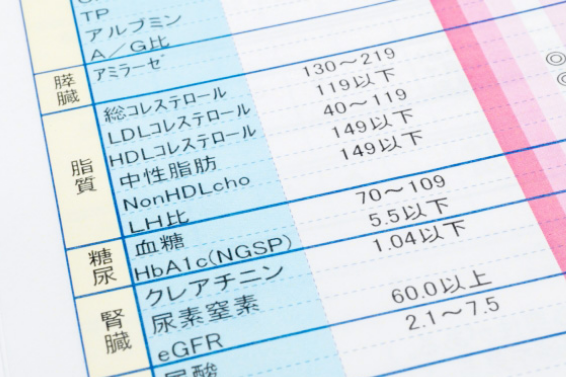 TP
アルブミン
A/G比
アミラーゼ
膵臓
総コレステロール 130～219
LDLコレステロール 119以下
HDLコレステロール 40～119
中性脂肪 149以下
NonHDLcho 149以下
LH比
脂質
血糖 70～109
HbA1c(NGSP) 5.5以下
糖尿
クレアチニン 1.04以下
尿素窒素
eGFR 60.0以上
尿酸 2.1～7.5
腎臓
◎